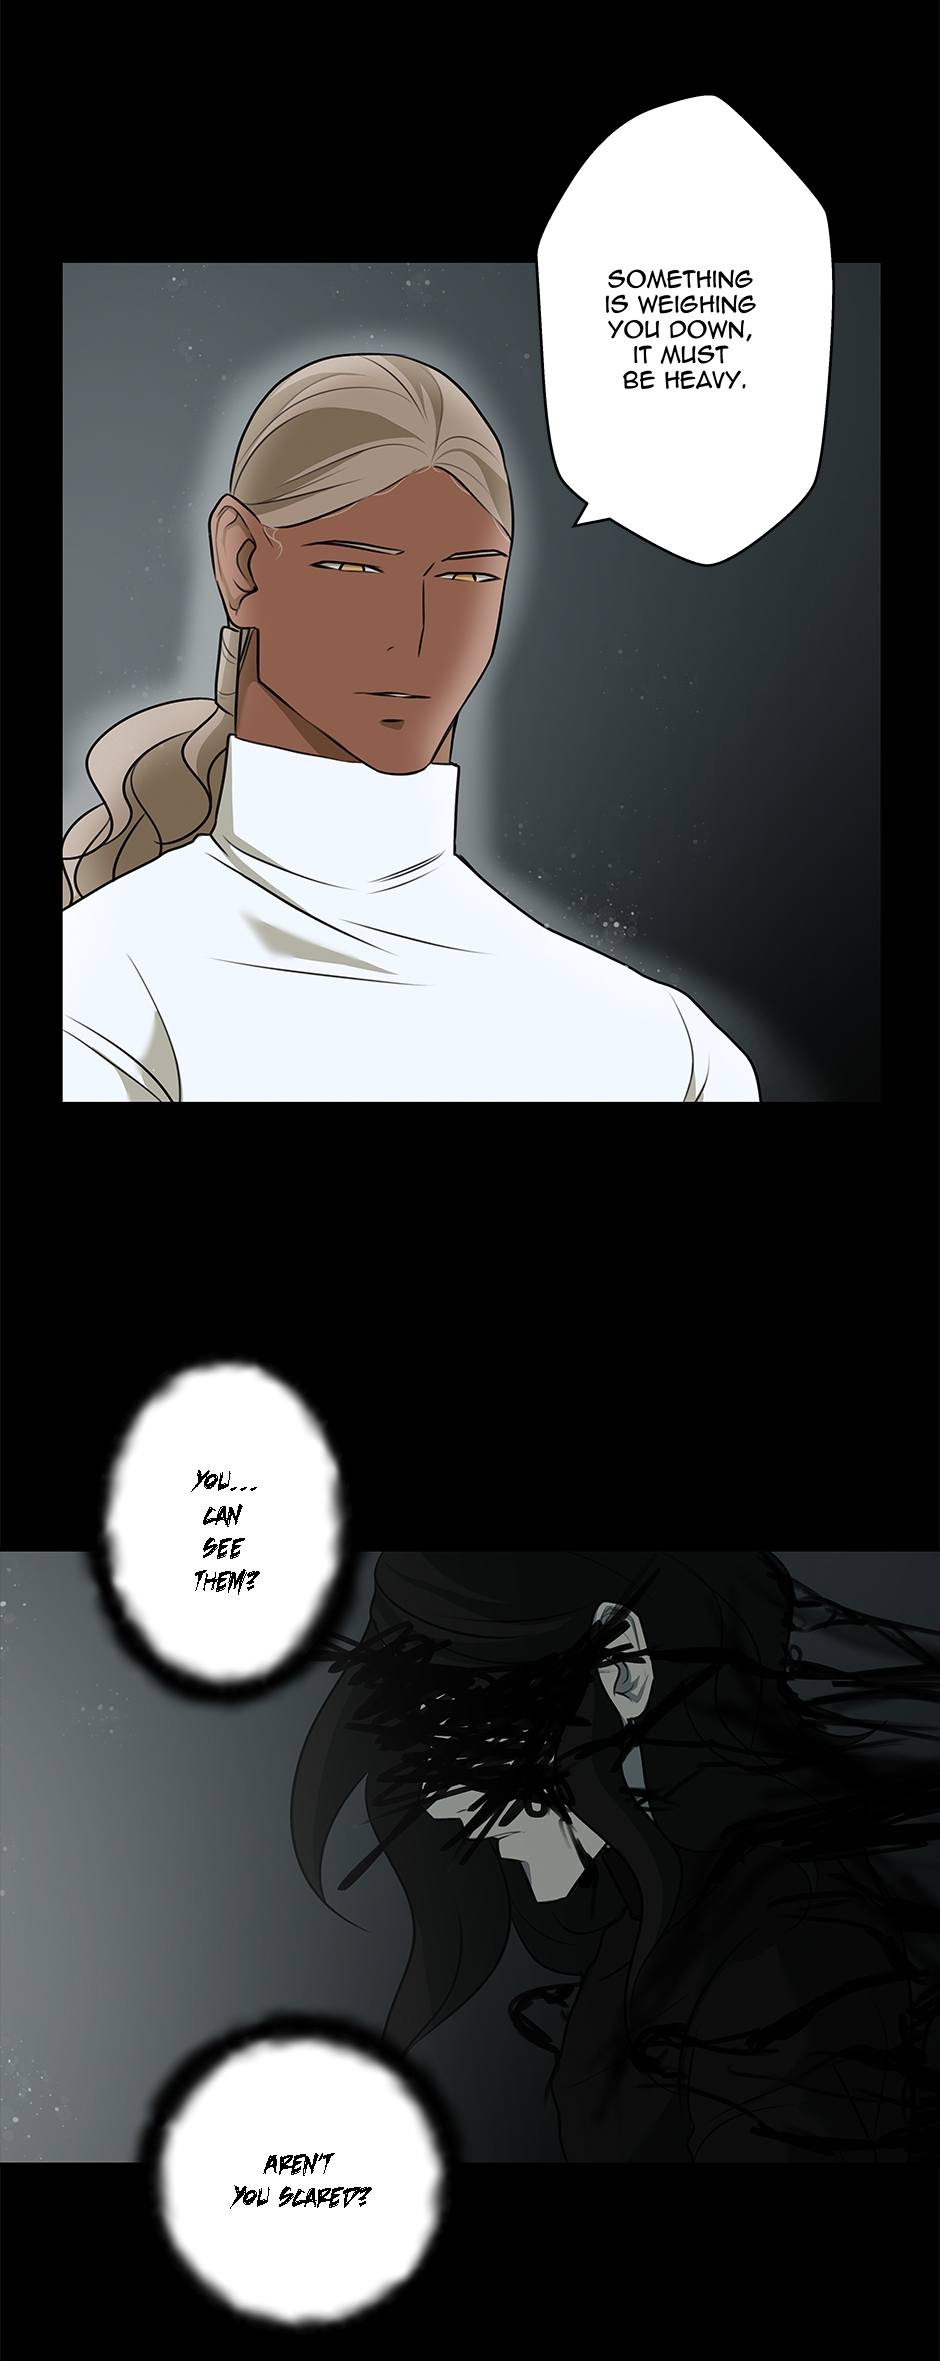 SOMETHING
IS WEIGHING
YOU DOWN,
IT MUST
BE HEAVY.
YOU...
CAN
SEE
THEM?
AREN'T
YOU SCARED?